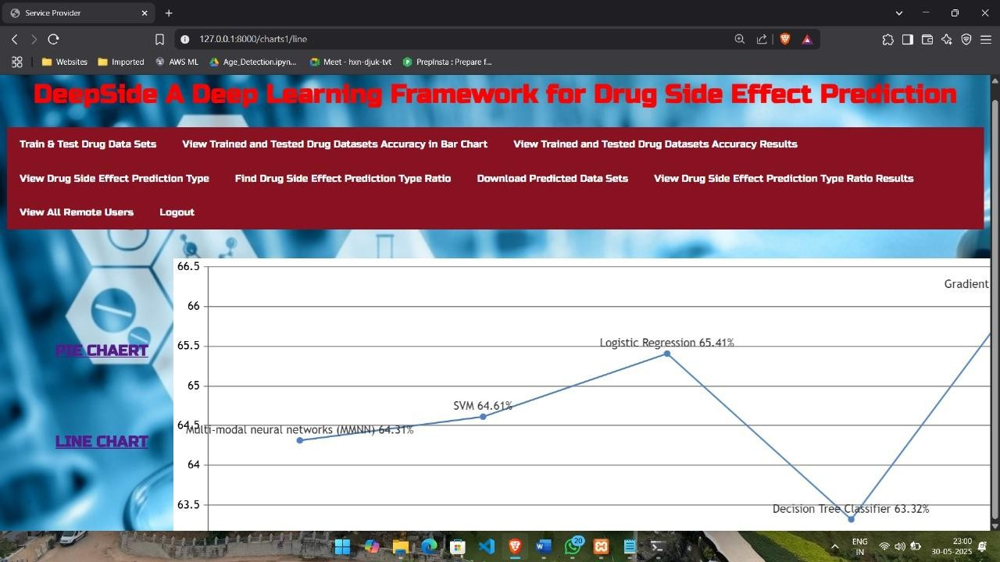 Service Provider
127.0.0.1:8000/charts1/line
Websites Imported AWS ML Age_Detection.ipyn... Meet - hxn-djuk-tvt PrepInsta : Prepare f...
DeepSide A Deep Learning Framework for Drug Side Effect Prediction
Train & Test Drug Data Sets View Trained and Tested Drug Datasets Accuracy in Bar Chart View Trained and Tested Drug Datasets Accuracy Results
View Drug Side Effect Prediction Type Find Drug Side Effect Prediction Type Ratio Download Predicted Data Sets View Drug Side Effect Prediction Type Ratio Results
View All Remote Users Logout
66.5
Gradient
66
65.5
Logistic Regression 65.41%
PIE CHAERT
65
SVM 64.61%
64.5
Multi-modal neural networks (MMNN) 64.31%
LINE CHART
64
63.5
Decision Tree Classifier 63.32%
20
ENG
IN
23:00
30-05-2025